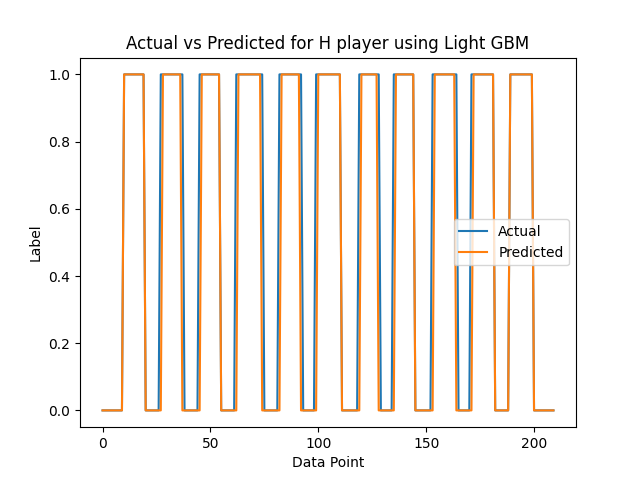 Actual vs Predicted for H player using Light GBM
1.0
0.8
0.6
0.4
0.2
0.0
Label
Actual
Predicted
0
50
100
150
200
Data Point